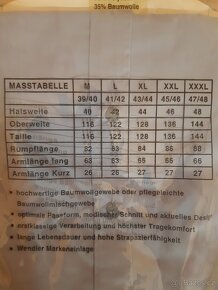 35% Baumwolle
MASSTABELLE M L XL XXL XXXL
39/40 41/42 43/44 45/46 47/48
Halsweite 40 42 44 46 48
Oberweite 116 122 128 136 144
Taille 116 122 128 136 144
Rumpflänge 82 83 84 86 88
Armlänge lang 63 63 65 65 66
Armlänge Kurz 26 26 27 27 27
hochwertige Baumwollgewebe oder pflegeleichte
Baumwollmischgewebe
optimale Passform, modischer Schnitt und aktuelles Design
erstklassige Verarbeitung und höchster Tragekomfort
lange Lebensdauer und hohe Strapazierfähigkeit
Wendler Markeneinlage